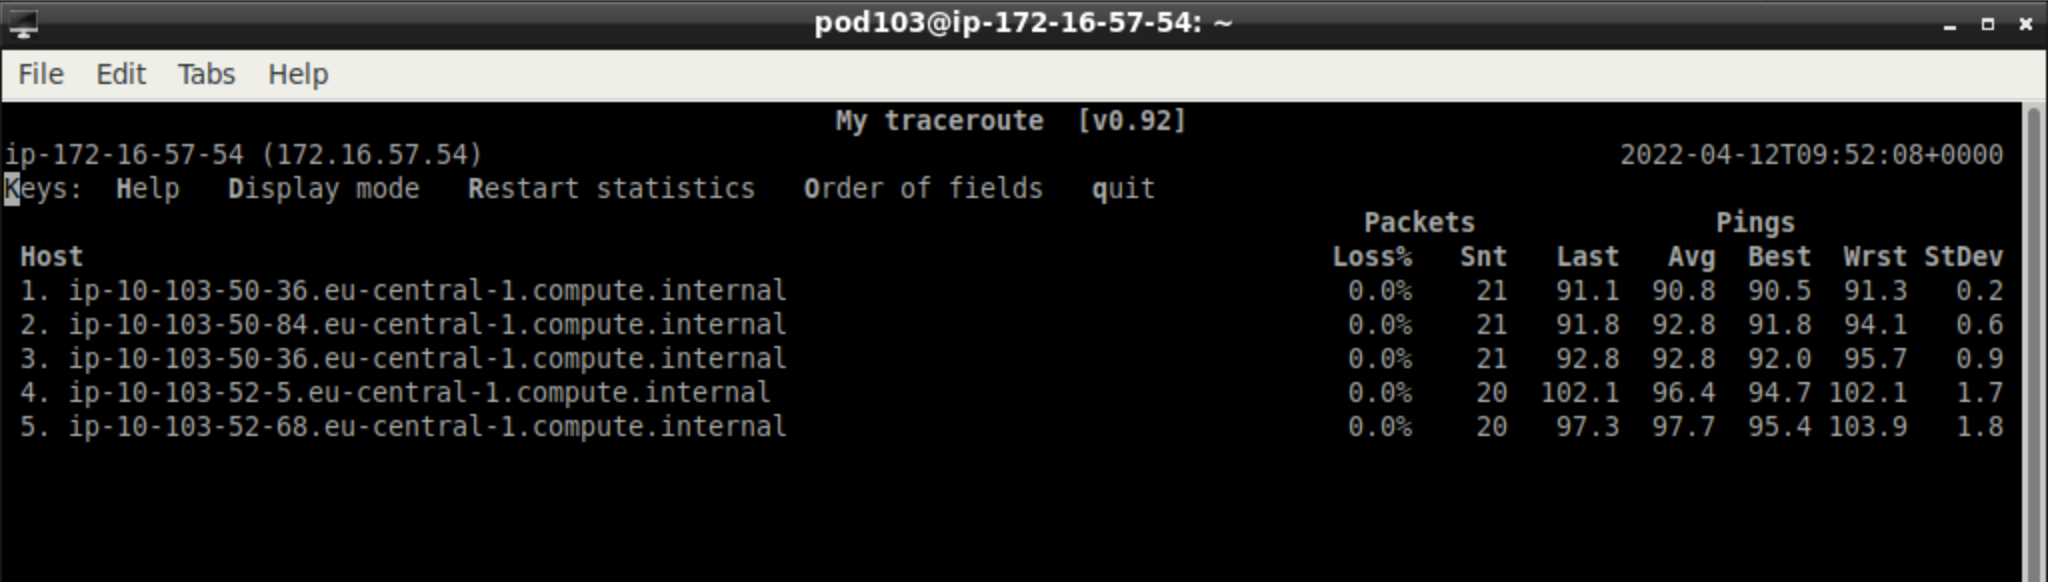 pod103@ip-172-16-57-54: ~
File Edit Tabs Help
My traceroute [v0.92]
ip-172-16-57-54 (172.16.57.54) 2022-04-12T09:52:08+0000
Keys: Help Display mode Restart statistics Order of fields quit
Packets Pings
Host Loss% Snt Last Avg Best Wrst StDev
1. ip-10-103-50-36.eu-central-1.compute.internal 0.0% 21 91.1 90.8 90.5 91.3 0.2
2. ip-10-103-50-84.eu-central-1.compute.internal 0.0% 21 91.8 92.8 91.8 94.1 0.6
3. ip-10-103-50-36.eu-central-1.compute.internal 0.0% 21 92.8 92.8 92.0 95.7 0.9
4. ip-10-103-52-5.eu-central-1.compute.internal 0.0% 20 102.1 96.4 94.7 102.1 1.7
5. ip-10-103-52-68.eu-central-1.compute.internal 0.0% 20 97.3 97.7 95.4 103.9 1.8